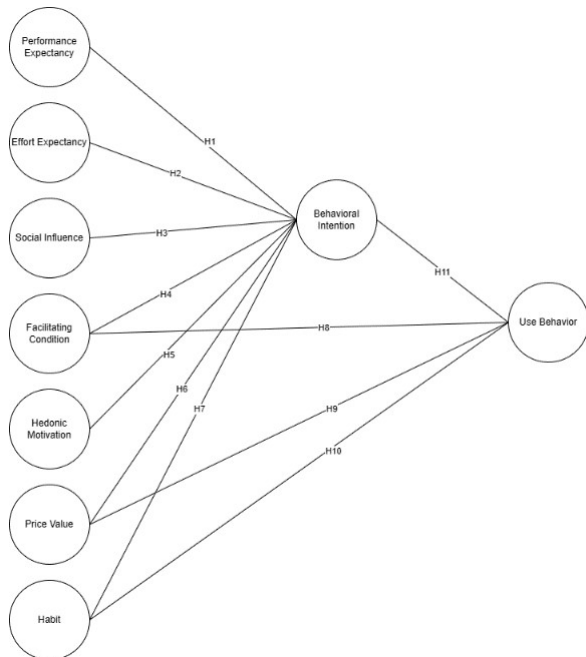 Performance
Expectancy
H1
Effort Expectancy
H2
Behavioral
Intention
Social Influence
H3
H11
H4
Facilitating
Condition
H8
Use Behavior
H5
H6
H7
H9
Hedonic
Motivation
H10
Price Value
Habit